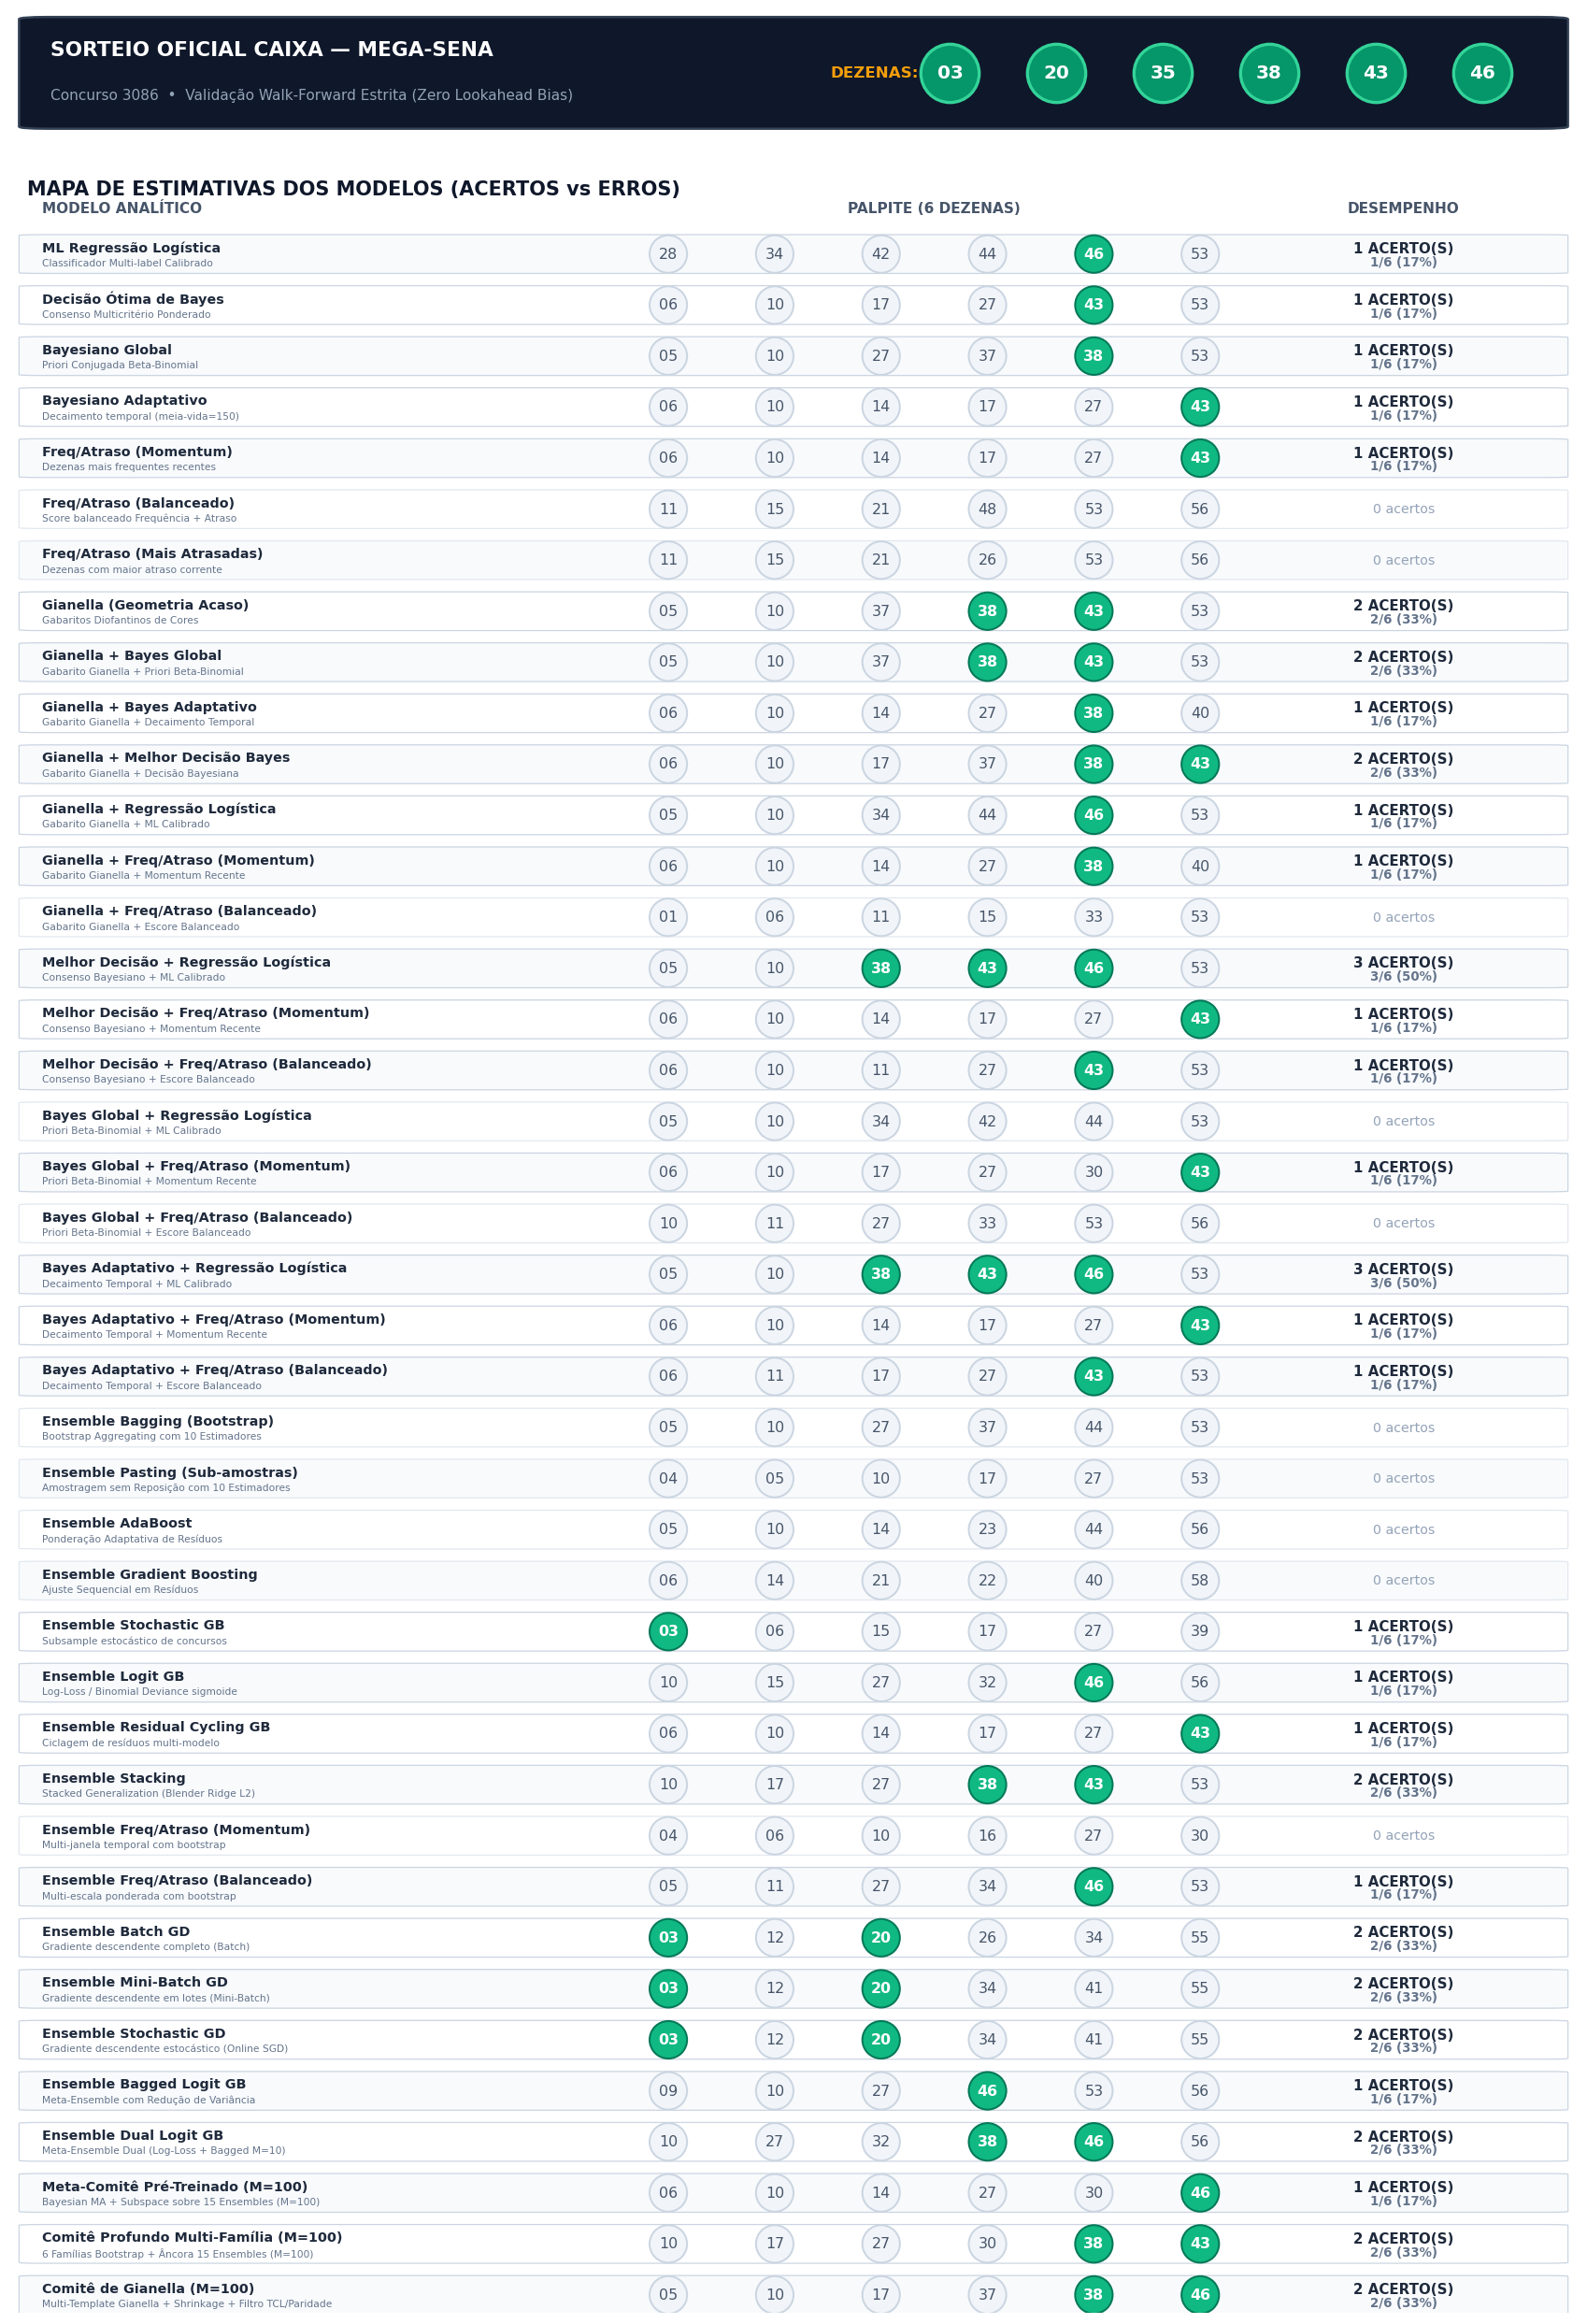 SORTEIO OFICIAL CAIXA — MEGA-SENA
Concurso 3086 • Validação Walk-Forward Estrita (Zero Lookahead Bias)
DEZENAS: 03 20 35 38 43 46
MAPA DE ESTIMATIVAS DOS MODELOS (ACERTOS vs ERROS)
MODELO ANALÍTICO PALPITE (6 DEZENAS) DESEMPENHO
ML Regressão Logística
Classificador Multi-label Calibrado
28 34 42 44 46 53
1 ACERTO(S)
1/6 (17%)
Decisão Ótima de Bayes
Consenso Multicritério Ponderado
06 10 17 27 43 53
1 ACERTO(S)
1/6 (17%)
Bayesiano Global
Priori Conjugada Beta-Binomial
05 10 27 37 38 53
1 ACERTO(S)
1/6 (17%)
Bayesiano Adaptativo
Decaimento temporal (meia-vida=150)
06 10 14 17 27 43
1 ACERTO(S)
1/6 (17%)
Freq/Atraso (Momentum)
Dezenas mais frequentes recentes
06 10 14 17 27 43
1 ACERTO(S)
1/6 (17%)
Freq/Atraso (Balanceado)
Score balanceado Frequência + Atraso
11 15 21 48 53 56
0 acertos
Freq/Atraso (Mais Atrasadas)
Dezenas com maior atraso corrente
11 15 21 26 53 56
0 acertos
Gianella (Geometria Acaso)
Gabaritos Diofantinos de Cores
05 10 37 38 43 53
2 ACERTO(S)
2/6 (33%)
Gianella + Bayes Global
Gabarito Gianella + Priori Beta-Binomial
05 10 37 38 43 53
2 ACERTO(S)
2/6 (33%)
Gianella + Bayes Adaptativo
Gabarito Gianella + Decaimento Temporal
06 10 14 27 38 40
1 ACERTO(S)
1/6 (17%)
Gianella + Melhor Decisão Bayes
Gabarito Gianella + Decisão Bayesiana
06 10 17 37 38 43
2 ACERTO(S)
2/6 (33%)
Gianella + Regressão Logística
Gabarito Gianella + ML Calibrado
05 10 34 44 46 53
1 ACERTO(S)
1/6 (17%)
Gianella + Freq/Atraso (Momentum)
Gabarito Gianella + Momentum Recente
06 10 14 27 38 40
1 ACERTO(S)
1/6 (17%)
Gianella + Freq/Atraso (Balanceado)
Gabarito Gianella + Escore Balanceado
01 06 11 15 33 53
0 acertos
Melhor Decisão + Regressão Logística
Consenso Bayesiano + ML Calibrado
05 10 38 43 46 53
3 ACERTO(S)
3/6 (50%)
Melhor Decisão + Freq/Atraso (Momentum)
Consenso Bayesiano + Momentum Recente
06 10 14 17 27 43
1 ACERTO(S)
1/6 (17%)
Melhor Decisão + Freq/Atraso (Balanceado)
Consenso Bayesiano + Escore Balanceado
06 10 11 27 43 53
1 ACERTO(S)
1/6 (17%)
Bayes Global + Regressão Logística
Priori Beta-Binomial + ML Calibrado
05 10 34 42 44 53
0 acertos
Bayes Global + Freq/Atraso (Momentum)
Priori Beta-Binomial + Momentum Recente
06 10 17 27 30 43
1 ACERTO(S)
1/6 (17%)
Bayes Global + Freq/Atraso (Balanceado)
Priori Beta-Binomial + Escore Balanceado
10 11 27 33 53 56
0 acertos
Bayes Adaptativo + Regressão Logística
Decaimento Temporal + ML Calibrado
05 10 38 43 46 53
3 ACERTO(S)
3/6 (50%)
Bayes Adaptativo + Freq/Atraso (Momentum)
Decaimento Temporal + Momentum Recente
06 10 14 17 27 43
1 ACERTO(S)
1/6 (17%)
Bayes Adaptativo + Freq/Atraso (Balanceado)
Decaimento Temporal + Escore Balanceado
06 11 17 27 43 53
1 ACERTO(S)
1/6 (17%)
Ensemble Bagging (Bootstrap)
Bootstrap Aggregating com 10 Estimadores
05 10 27 37 44 53
0 acertos
Ensemble Pasting (Sub-amostras)
Amostragem sem Reposição com 10 Estimadores
04 05 10 17 27 53
0 acertos
Ensemble AdaBoost
Ponderação Adaptativa de Resíduos
05 10 14 23 44 56
0 acertos
Ensemble Gradient Boosting
Ajuste Sequencial em Resíduos
06 14 21 22 40 58
0 acertos
Ensemble Stochastic GB
Subsample estocástico de concursos
03 06 15 17 27 39
1 ACERTO(S)
1/6 (17%)
Ensemble Logit GB
Log-Loss / Binomial Deviance sigmoide
10 15 27 32 46 56
1 ACERTO(S)
1/6 (17%)
Ensemble Residual Cycling GB
Ciclagem de resíduos multi-modelo
06 10 14 17 27 43
1 ACERTO(S)
1/6 (17%)
Ensemble Stacking
Stacked Generalization (Blender Ridge L2)
10 17 27 38 43 53
2 ACERTO(S)
2/6 (33%)
Ensemble Freq/Atraso (Momentum)
Multi-janela temporal com bootstrap
04 06 10 16 27 30
0 acertos
Ensemble Freq/Atraso (Balanceado)
Multi-escala ponderada com bootstrap
05 11 27 34 46 53
1 ACERTO(S)
1/6 (17%)
Ensemble Batch GD
Gradiente descendente completo (Batch)
03 12 20 26 34 55
2 ACERTO(S)
2/6 (33%)
Ensemble Mini-Batch GD
Gradiente descendente em lotes (Mini-Batch)
03 12 20 34 41 55
2 ACERTO(S)
2/6 (33%)
Ensemble Stochastic GD
Gradiente descendente estocástico (Online SGD)
03 12 20 34 41 55
2 ACERTO(S)
2/6 (33%)
Ensemble Bagged Logit GB
Meta-Ensemble com Redução de Variância
09 10 27 46 53 56
1 ACERTO(S)
1/6 (17%)
Ensemble Dual Logit GB
Meta-Ensemble Dual (Log-Loss + Bagged M=10)
10 27 32 38 46 56
2 ACERTO(S)
2/6 (33%)
Meta-Comitê Pré-Treinado (M=100)
Bayesian MA + Subspace sobre 15 Ensembles (M=100)
06 10 14 27 30 46
1 ACERTO(S)
1/6 (17%)
Comitê Profundo Multi-Família (M=100)
6 Famílias Bootstrap + Âncora 15 Ensembles (M=100)
10 17 27 30 38 43
2 ACERTO(S)
2/6 (33%)
Comitê de Gianella (M=100)
Multi-Template Gianella + Shrinkage + Filtro TCL/Paridade
05 10 17 37 38 46
2 ACERTO(S)
2/6 (33%)